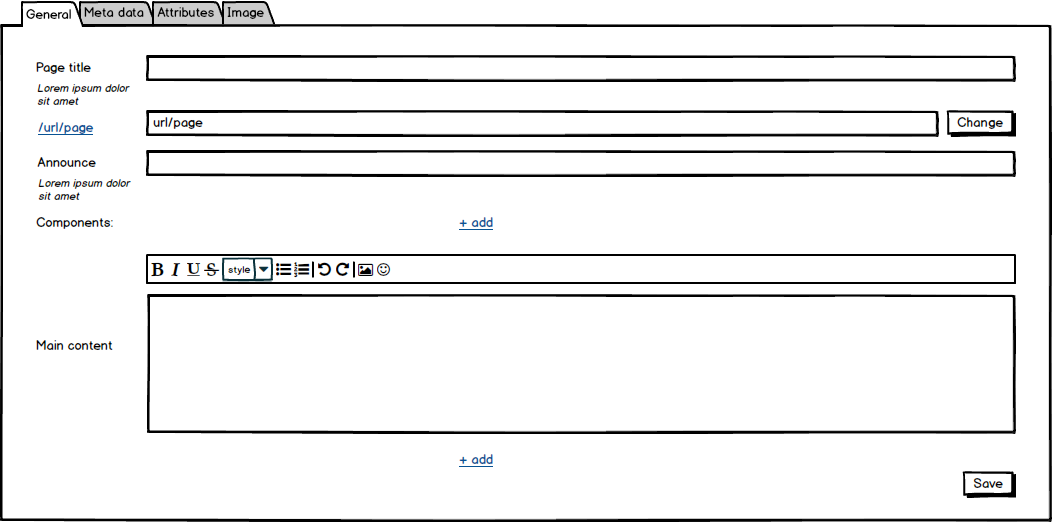 General Meta data Attributes Image
Page title
Lorem ipsum dolor
sit amet
/url/page url/page Change
Announce
Lorem ipsum dolor
sit amet
Components: + add
B I U S style
Main content
+ add
Save